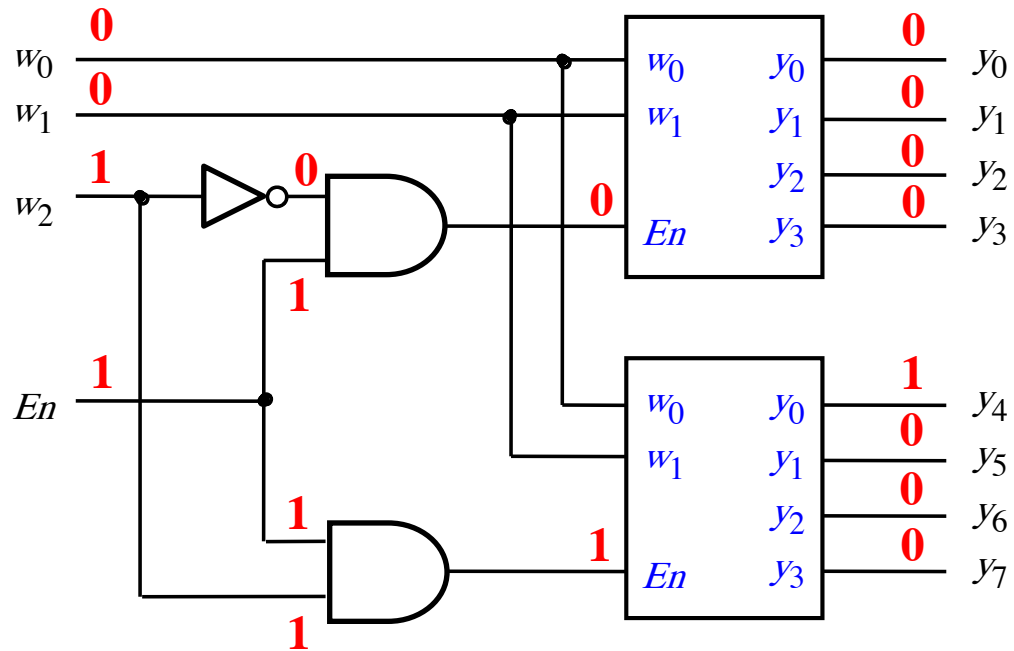 0 0
w0 w0 y0 y0
0 0
w1 w1 y1 y1
1 0 0
w2 y2 y2
0 0
En y3 y3
1
1 1
En w0 y0 y4
0
w1 y1 y5
1 0
y2 y6
1 0
En y3 y7
1